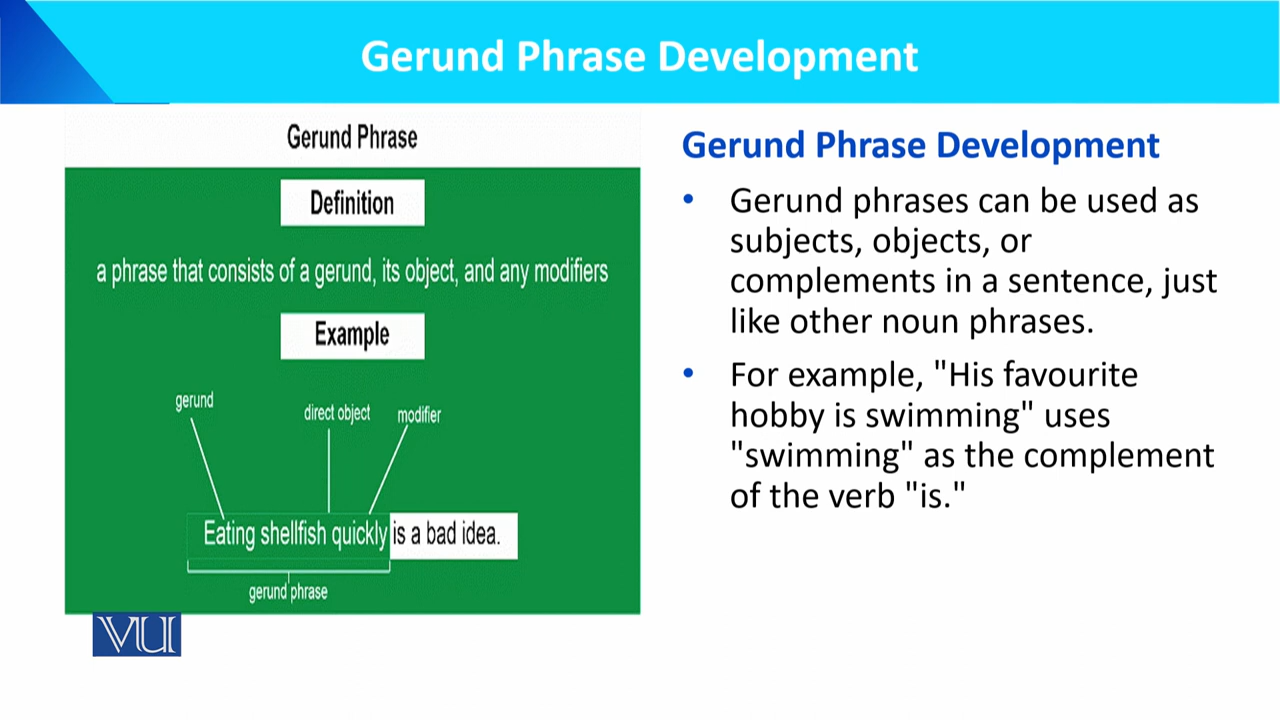 Gerund Phrase Development
Gerund Phrase
Definition
a phrase that consists of a gerund, its object, and any modifiers
Example
gerund
direct object
modifier
Eating shellfish quickly is a bad idea.
gerund phrase
VU
Gerund Phrase Development
• Gerund phrases can be used as
subjects, objects, or
complements in a sentence, just
like other noun phrases.
• For example, "His favourite
hobby is swimming" uses
"swimming" as the complement
of the verb "is."